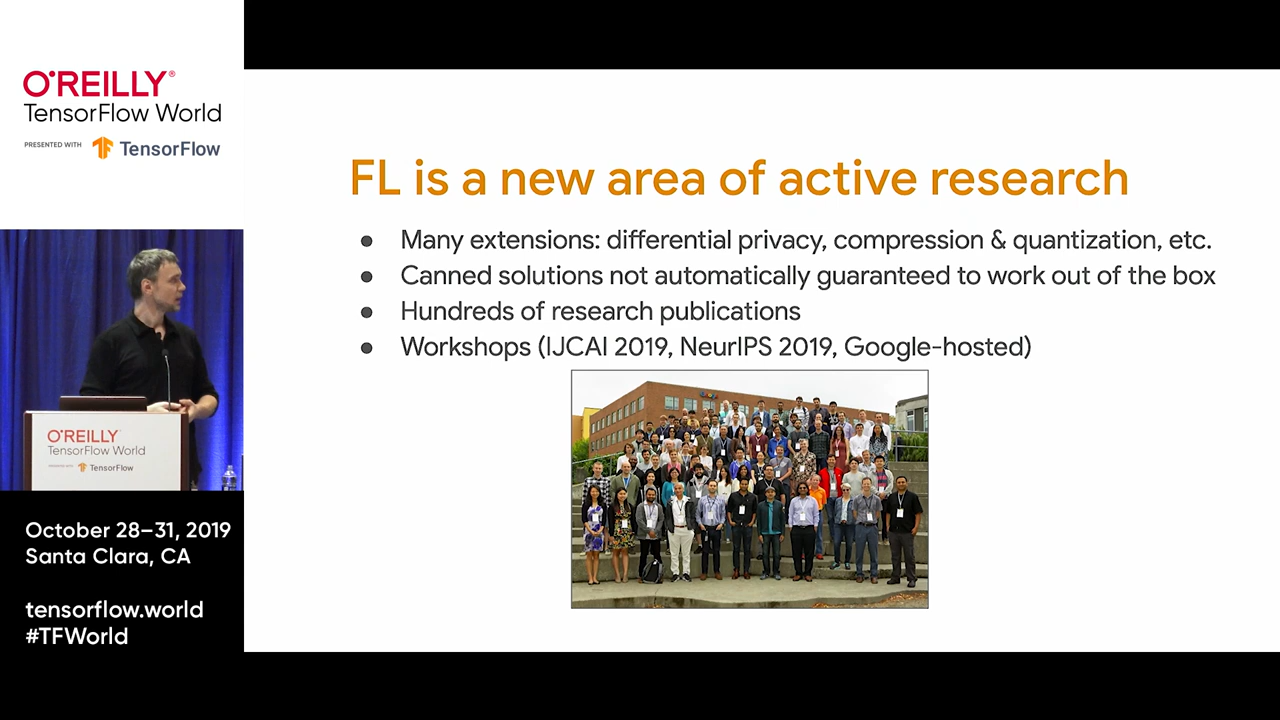 O'REILLY®
TensorFlow World
PRESENTED WITH TensorFlow
FL is a new area of active research
● Many extensions: differential privacy, compression & quantization, etc.
● Canned solutions not automatically guaranteed to work out of the box
● Hundreds of research publications
● Workshops (IJCAI 2019, NeurIPS 2019, Google-hosted)
O'REILLY
TensorFlow World
PRESENTED WITH TensorFlow
October 28–31, 2019
Santa Clara, CA
tensorflow.world
#TFWorld